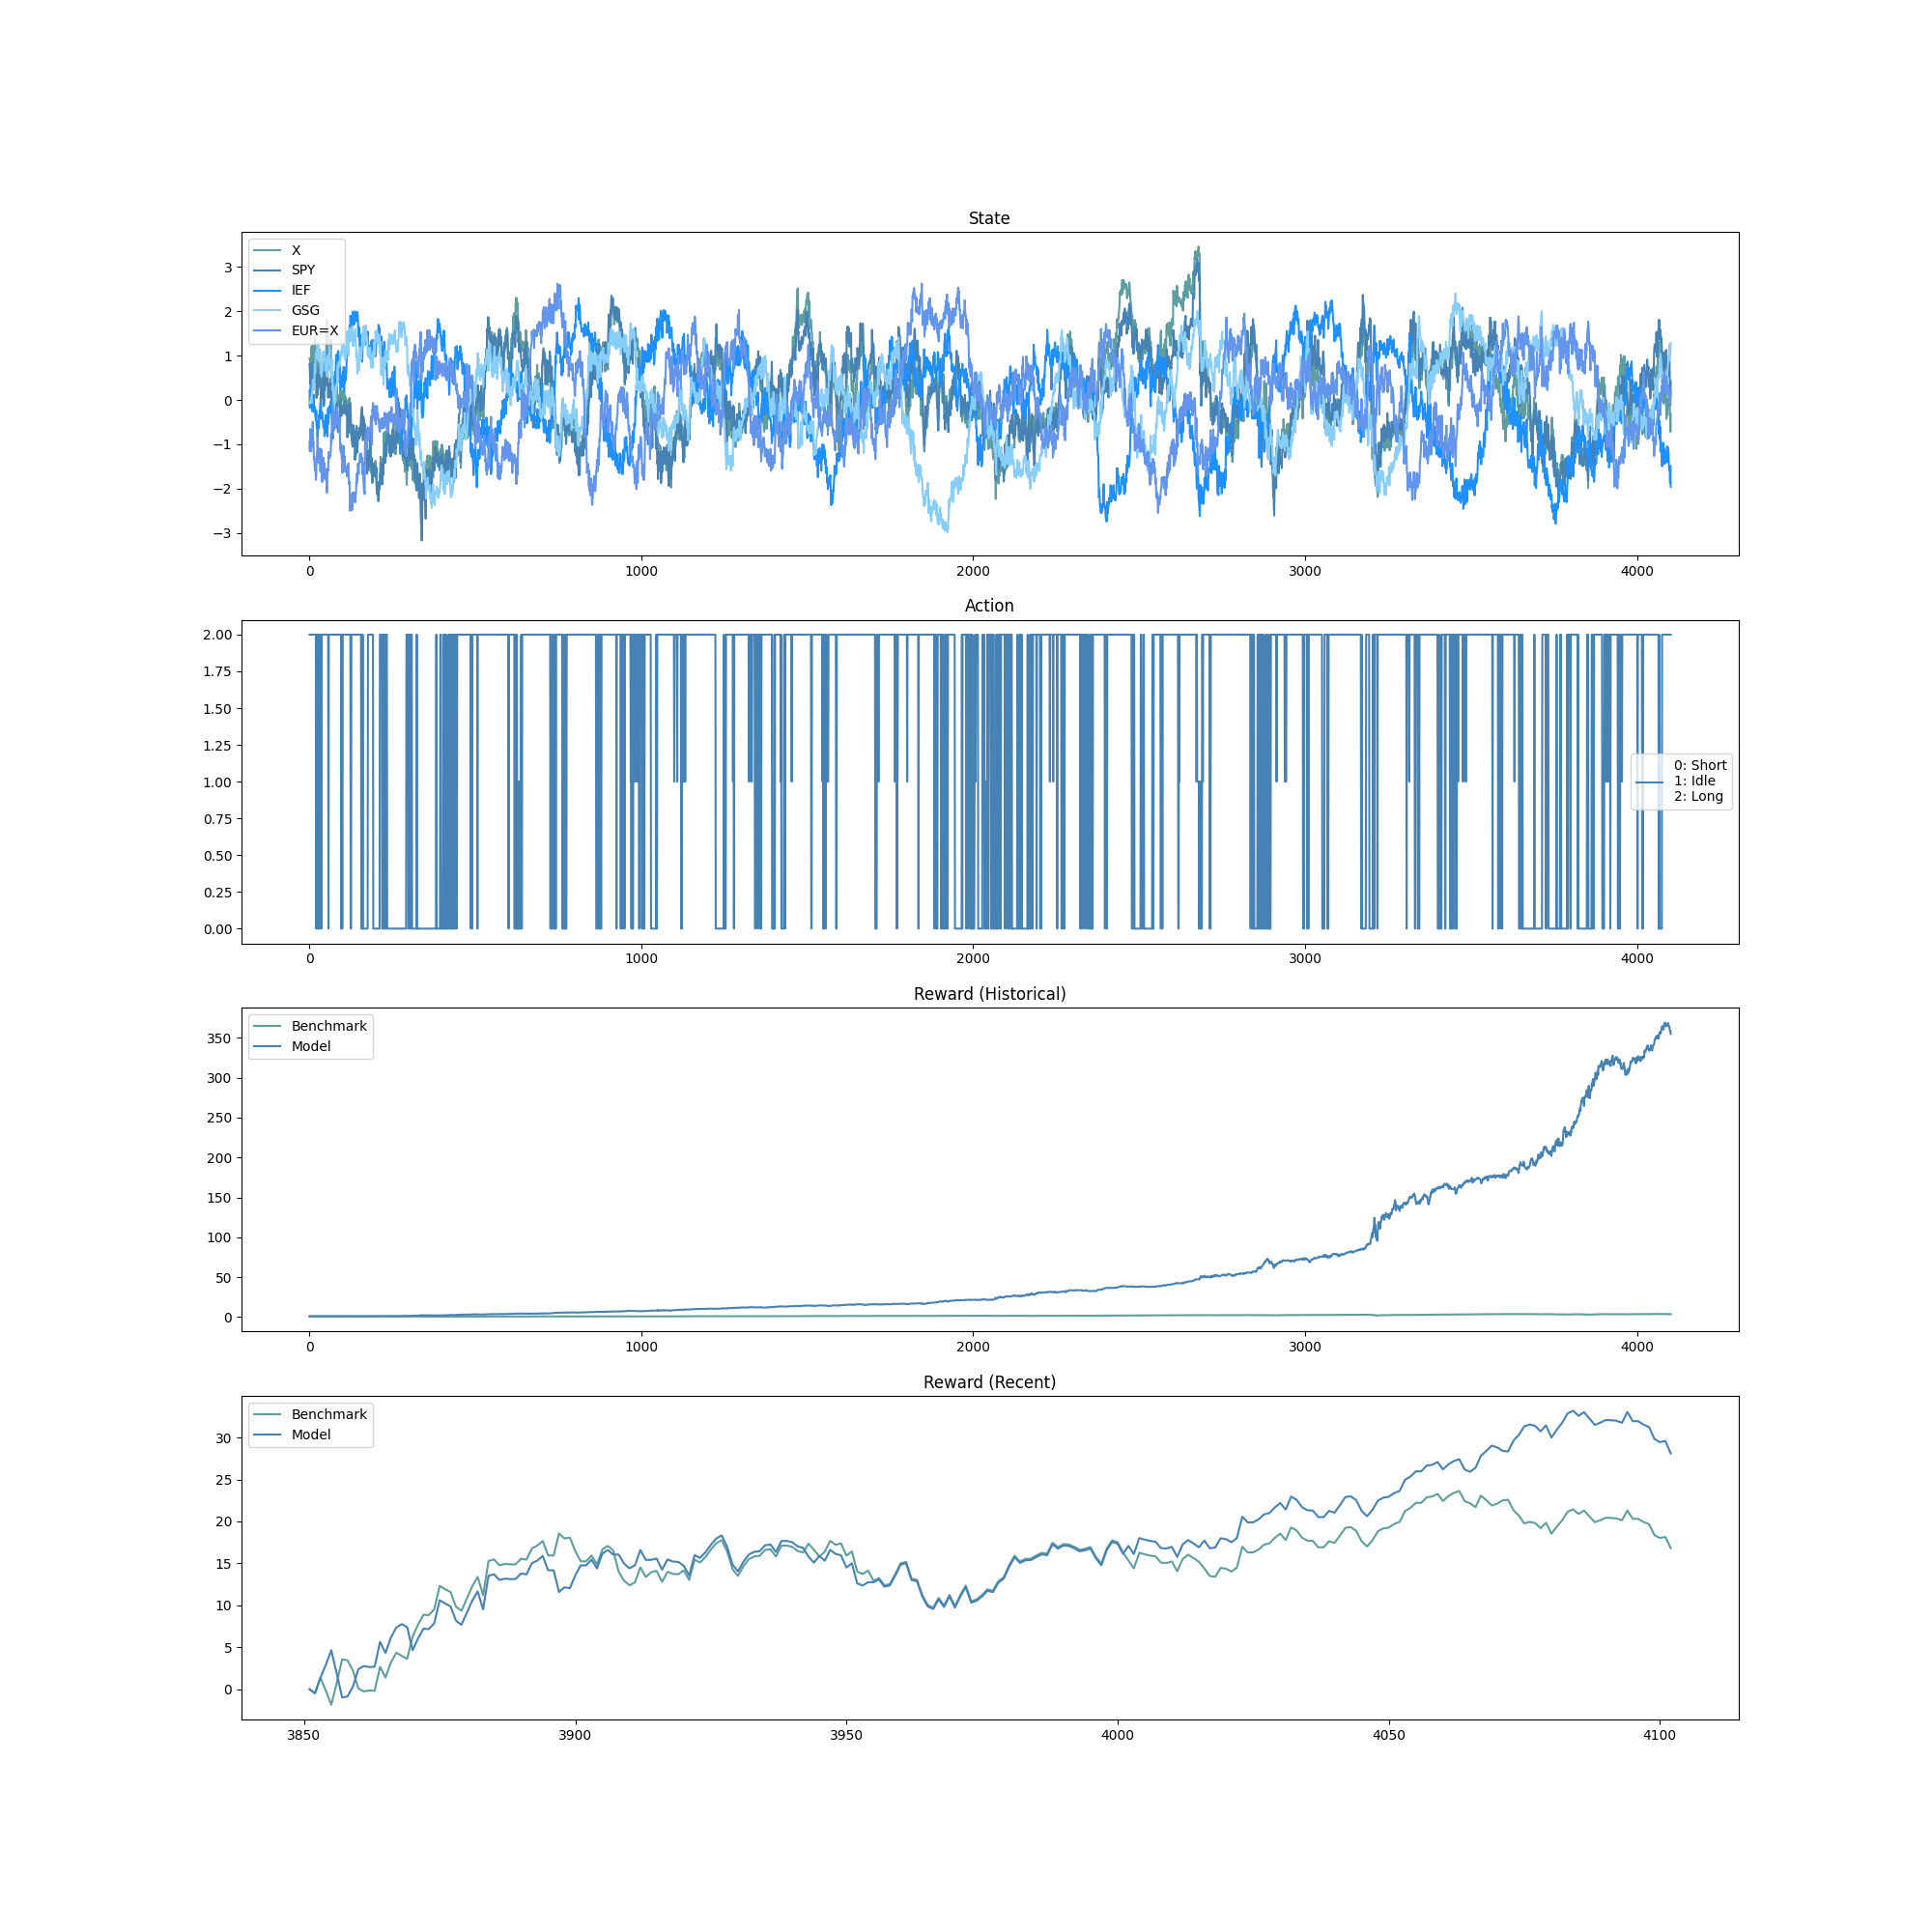 State
X
SPY
IEF
GSG
EUR=X
3
2
1
0
−1
−2
−3
0 1000 2000 3000 4000
Action
2.00
1.75
1.50
1.25
1.00
0.75
0.50
0.25
0.00
0: Short
1: Idle
2: Long
0 1000 2000 3000 4000
Reward (Historical)
Benchmark
Model
350
300
250
200
150
100
50
0
0 1000 2000 3000 4000
Reward (Recent)
Benchmark
Model
30
25
20
15
10
5
0
3850 3900 3950 4000 4050 4100